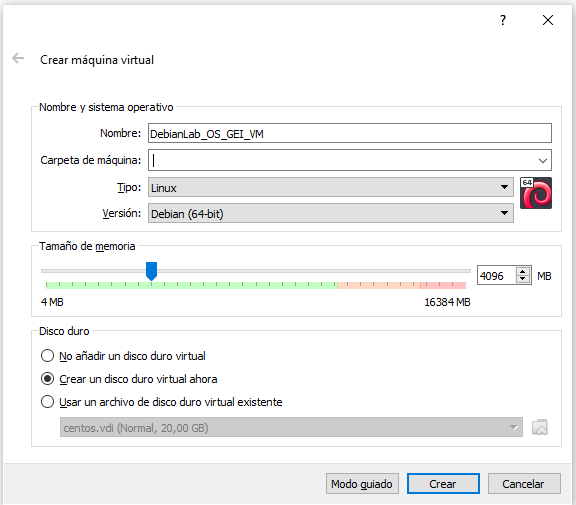 ?
Crear máquina virtual
Nombre y sistema operativo
Nombre: DebianLab_OS_GEI_VM
Carpeta de máquina:
Tipo: Linux
64
Versión: Debian (64-bit)
Tamaño de memoria
4096 MB
4 MB 16384 MB
Disco duro
No añadir un disco duro virtual
Crear un disco duro virtual ahora
Usar un archivo de disco duro virtual existente
centos.vdi (Normal, 20,00 GB)
Modo guiado Crear Cancelar